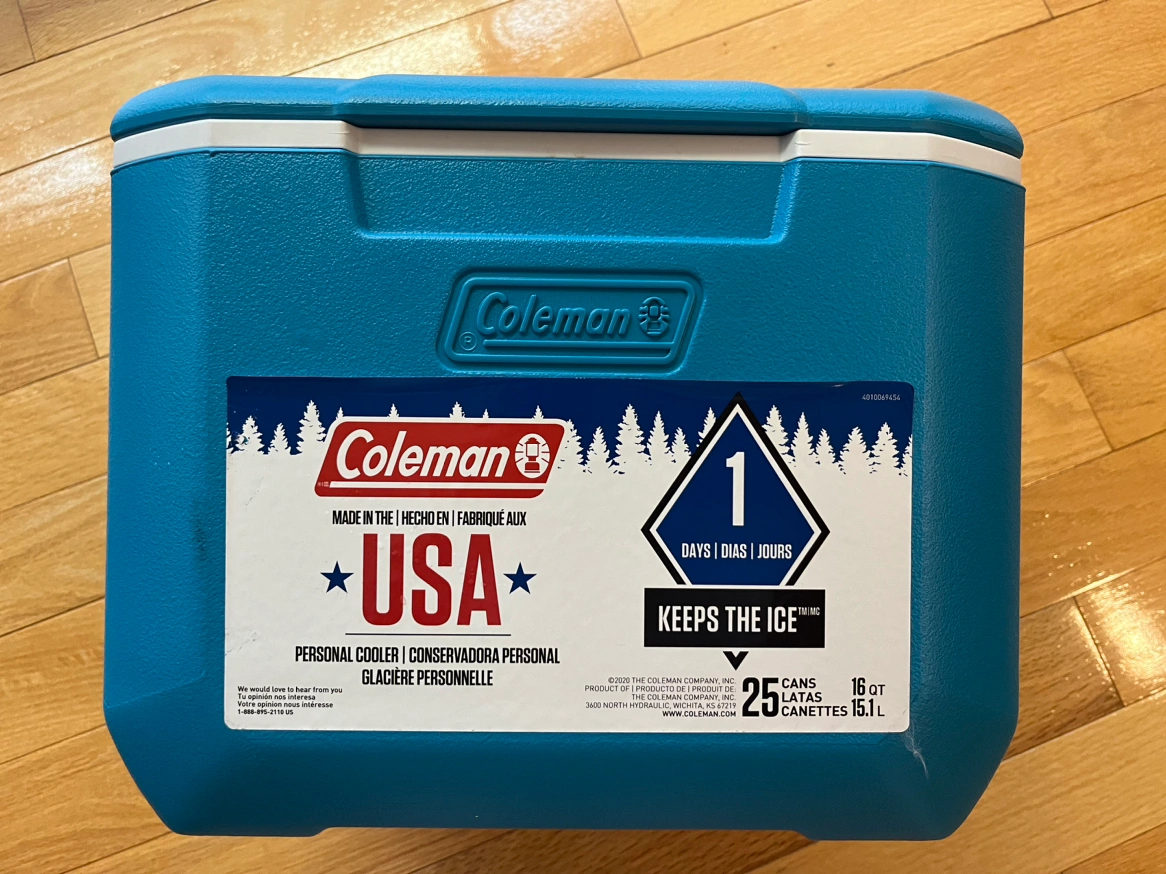 Coleman
®
4010069454
Coleman
MADE IN THE | HECHO EN | FABRIQUÉ AUX
USA
PERSONAL COOLER | CONSERVADORA PERSONAL
GLACIÈRE PERSONNELLE
We would love to hear from you
Tu opinión nos interesa
Votre opinion nous intéresse
1-888-895-2110 US
1
DAYS | DIAS | JOURS
KEEPS THE ICE™|MC
©2020 THE COLEMAN COMPANY, INC.
PRODUCT OF | PRODUCTO DE | PRODUIT DE:
THE COLEMAN COMPANY, INC.
3600 NORTH HYDRAULIC, WICHITA, KS 67219
WWW.COLEMAN.COM
25 CANS
LATAS
CANETTES
16 QT
15.1 L